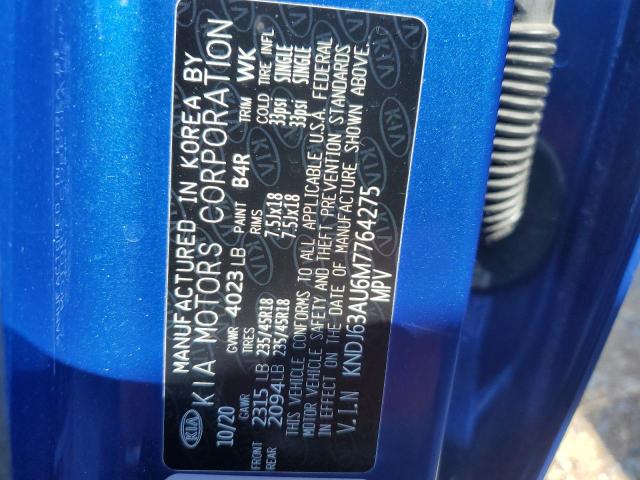 KIA MANUFACTURED IN KOREA BY
KIA MOTORS CORPORATION
10/20 GVWR 4023 LB PAINT B4R TRIM WK
GAWR TIRES RIMS COLD TIRE INFL
FRONT 2315 LB 235/45R18 7.5Jx18 33psi SINGLE
REAR 2094 LB 235/45R18 7.5Jx18 33psi SINGLE
THIS VEHICLE CONFORMS TO ALL APPLICABLE U.S.A. FEDERAL
MOTOR VEHICLE SAFETY AND THEFT PREVENTION STANDARDS
IN EFFECT ON THE DATE OF MANUFACTURE SHOWN ABOVE.
V.I.N KNDJ63AU6M7764275
MPV